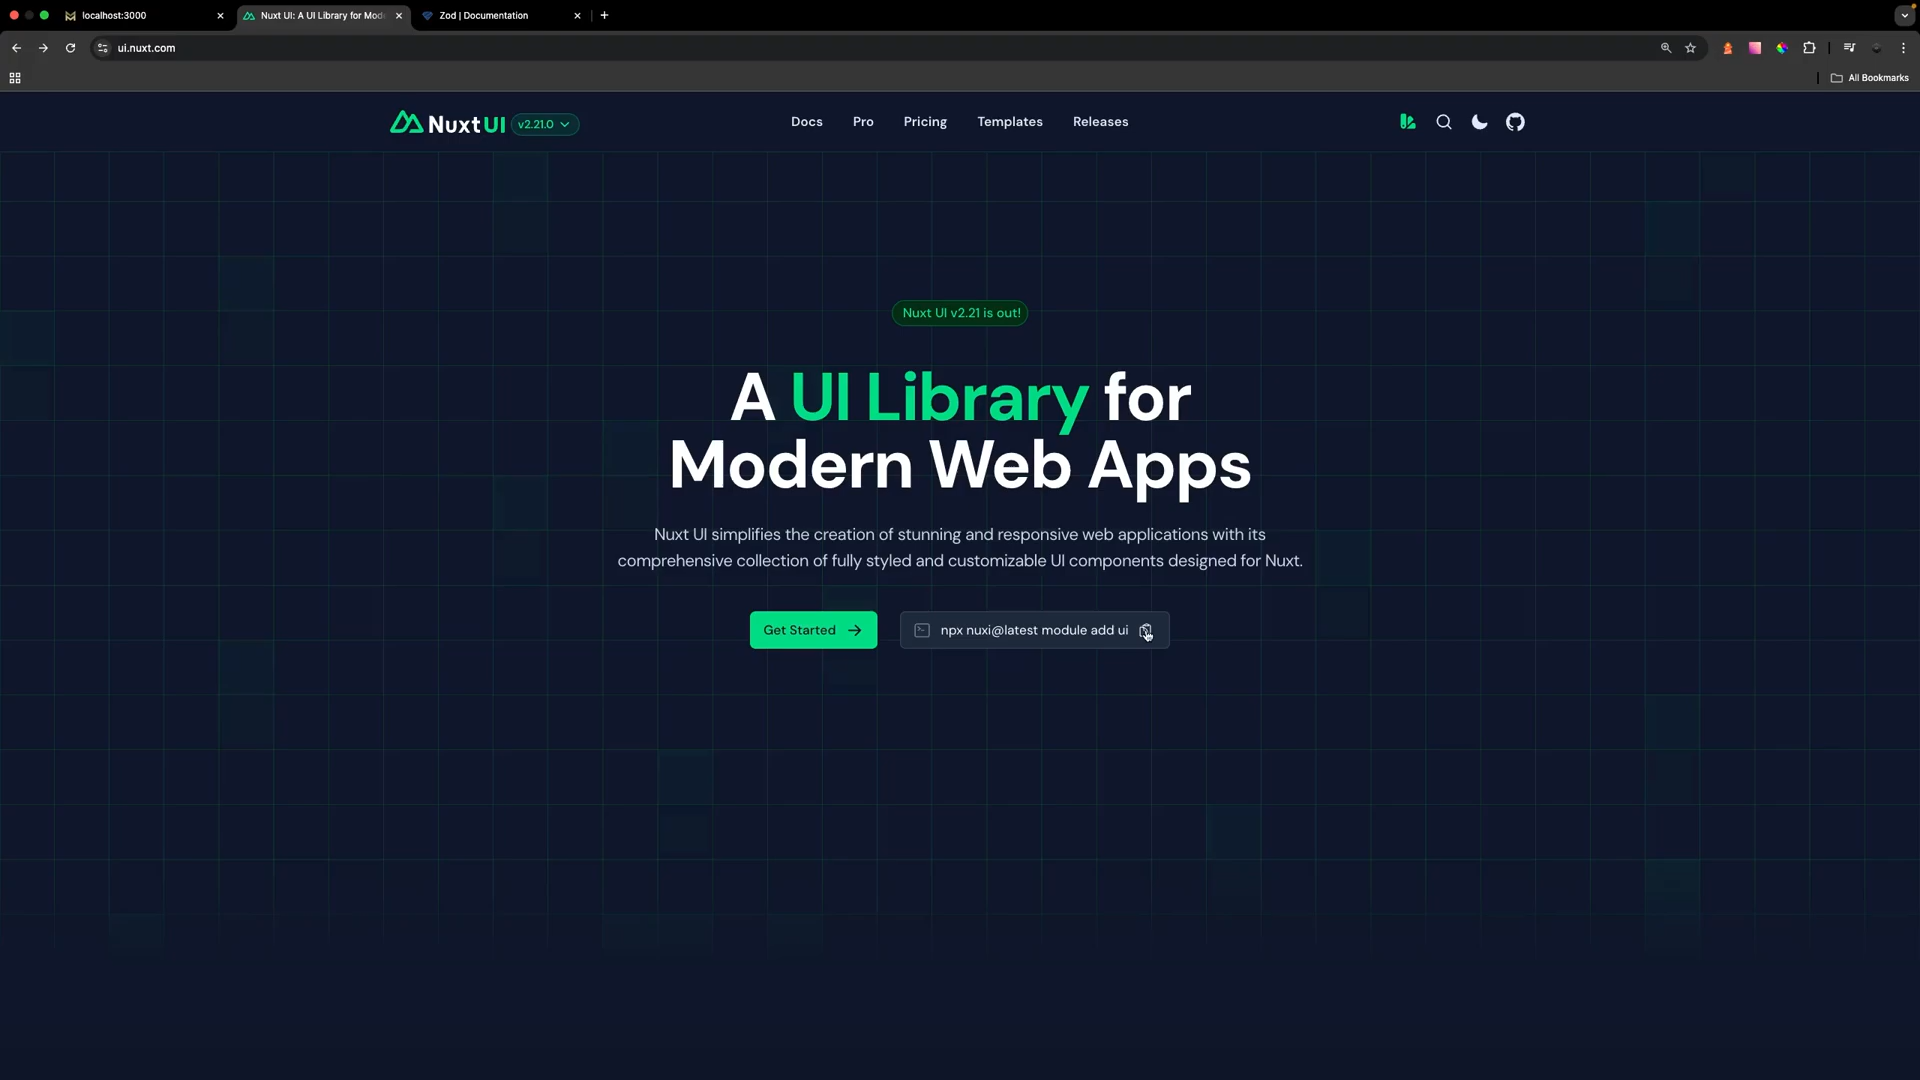 localhost:3000
Nuxt UI: A UI Library for Mod
Zod | Documentation
ui.nuxt.com
All Bookmarks
NuxtUI v2.21.0
Docs Pro Pricing Templates Releases
Nuxt UI v2.21 is out!
A UI Library for
Modern Web Apps
Nuxt UI simplifies the creation of stunning and responsive web applications with its
comprehensive collection of fully styled and customizable UI components designed for Nuxt.
Get Started
npx nuxi@latest module add ui